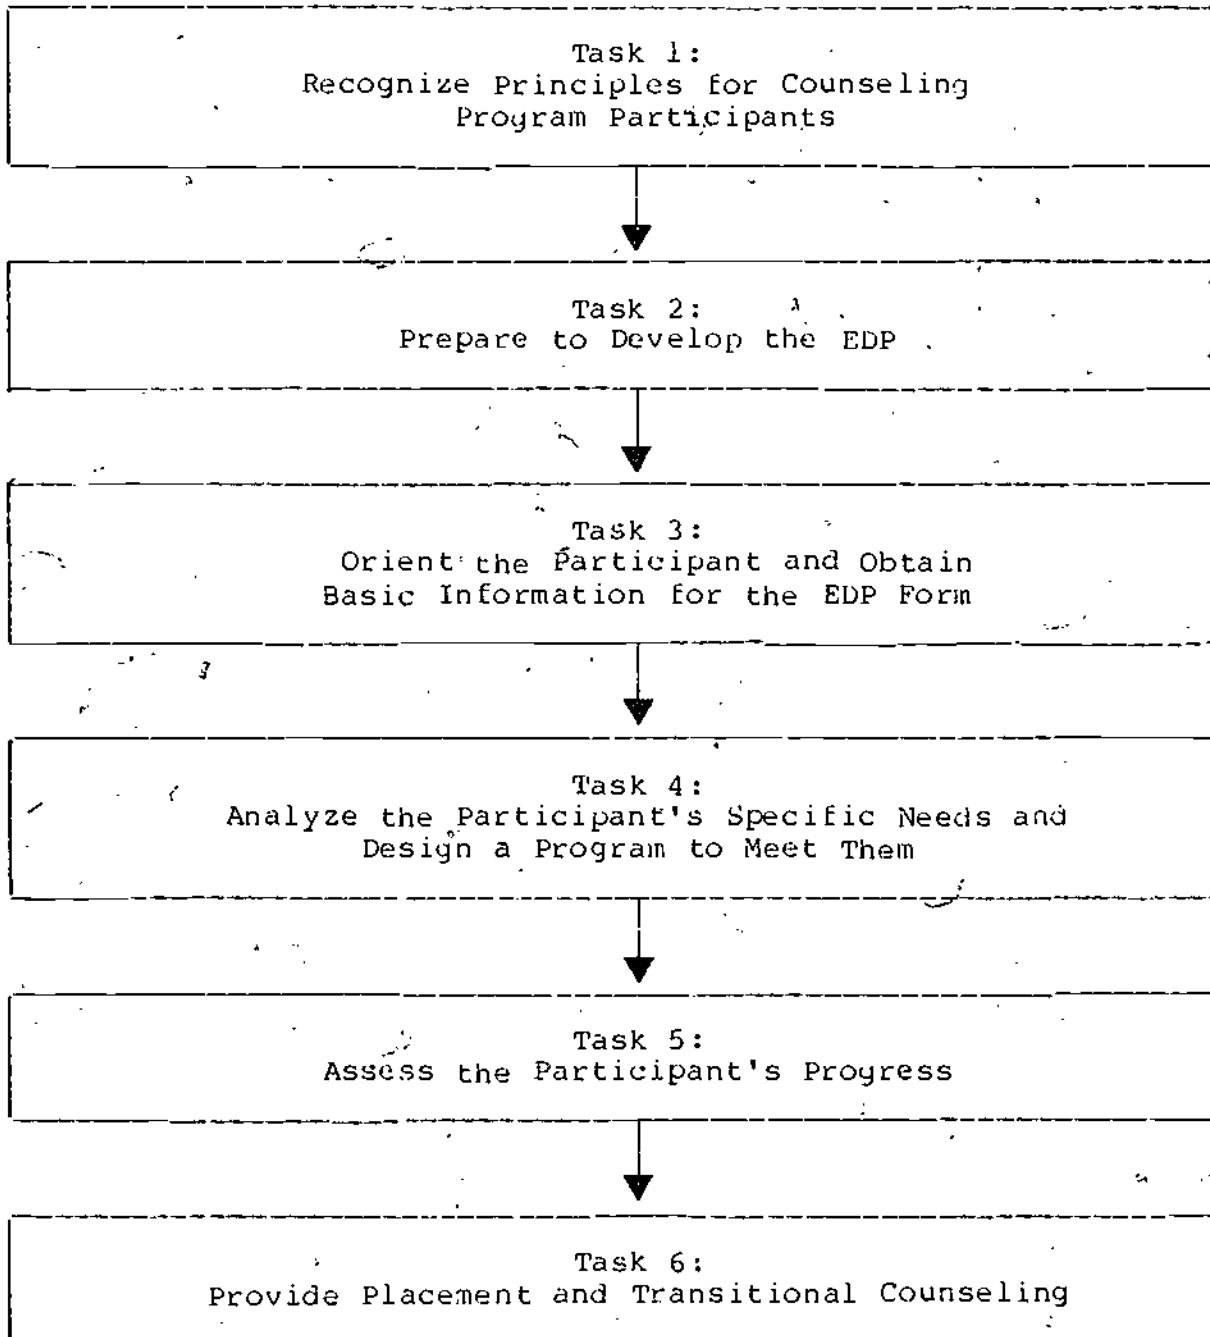 Task 1:
Recognize Principles for Counseling
Program Participants
Task 2:
Prepare to Develop the EDP
Task 3:
Orient the Participant and Obtain
Basic Information for the EDP Form
Task 4:
Analyze the Participant's Specific Needs and
Design a Program to Meet Them
Task 5:
Assess the Participant's Progress
Task 6:
Provide Placement and Transitional Counseling